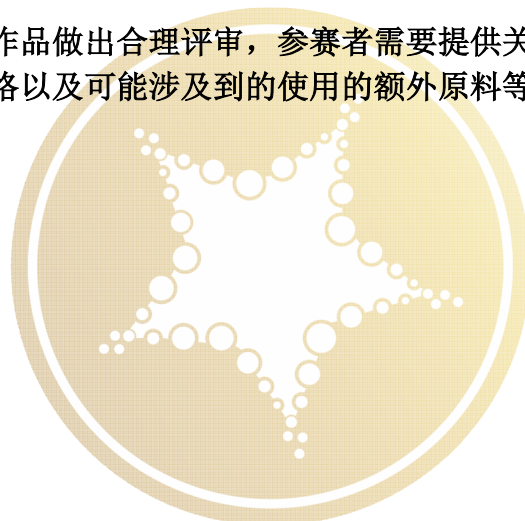 作品做出合理评审，参赛者需要提供关
格以及可能涉及到的使用的额外原料等